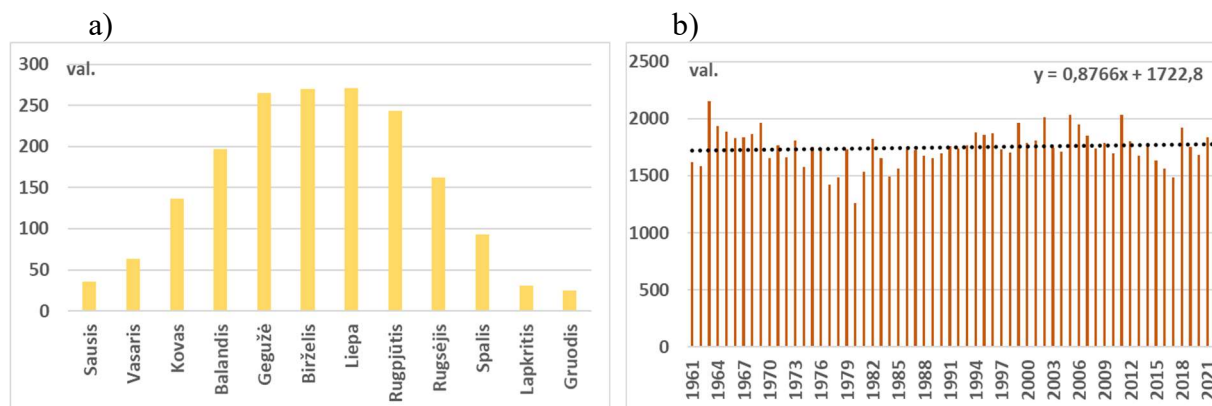 a)
val.
300
250
200
150
100
50
0
Sausis
Vasaris
Kovas
Balandis
Gegužė
Birželis
Liepa
Rugpjūtis
Rugsėjis
Spalis
Lapkritis
Gruodis
b)
val.
y = 0,8766x + 1722,8
2500
2000
1500
1000
500
0
1961
1964
1967
1970
1973
1976
1979
1982
1985
1988
1991
1994
1997
2000
2003
2006
2009
2012
2015
2018
2021